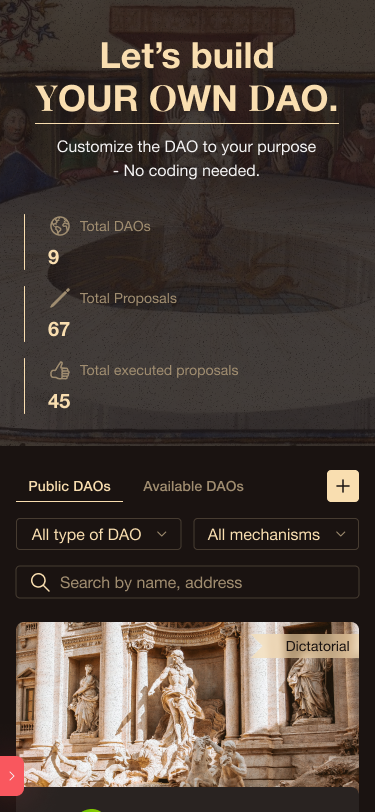 Let's build
YOUR OWN DAO.
Customize the DAO to your purpose
- No coding needed.
Total DAOs
9
Total Proposals
67
Total executed proposals
45
Public DAOs
Available DAOs
All type of DAO
All mechanisms
Search by name, address
Dictatorial